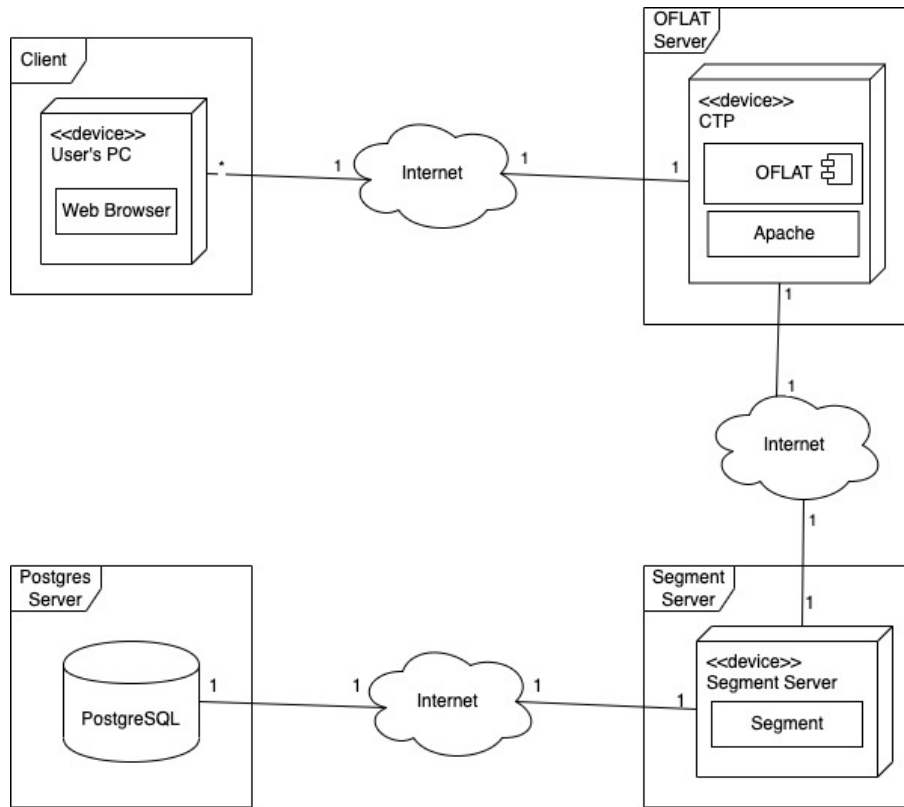 OFLAT
Server
Client
<<device>>
CTP
<<device>>
User's PC
*
1
Internet
1
1
OFLAT
Web Browser
Apache
1
1
Internet
1
Postgres
Server
Segment
Server
1
<<device>>
Segment Server
1
1
Internet
1
1
PostgreSQL
Segment